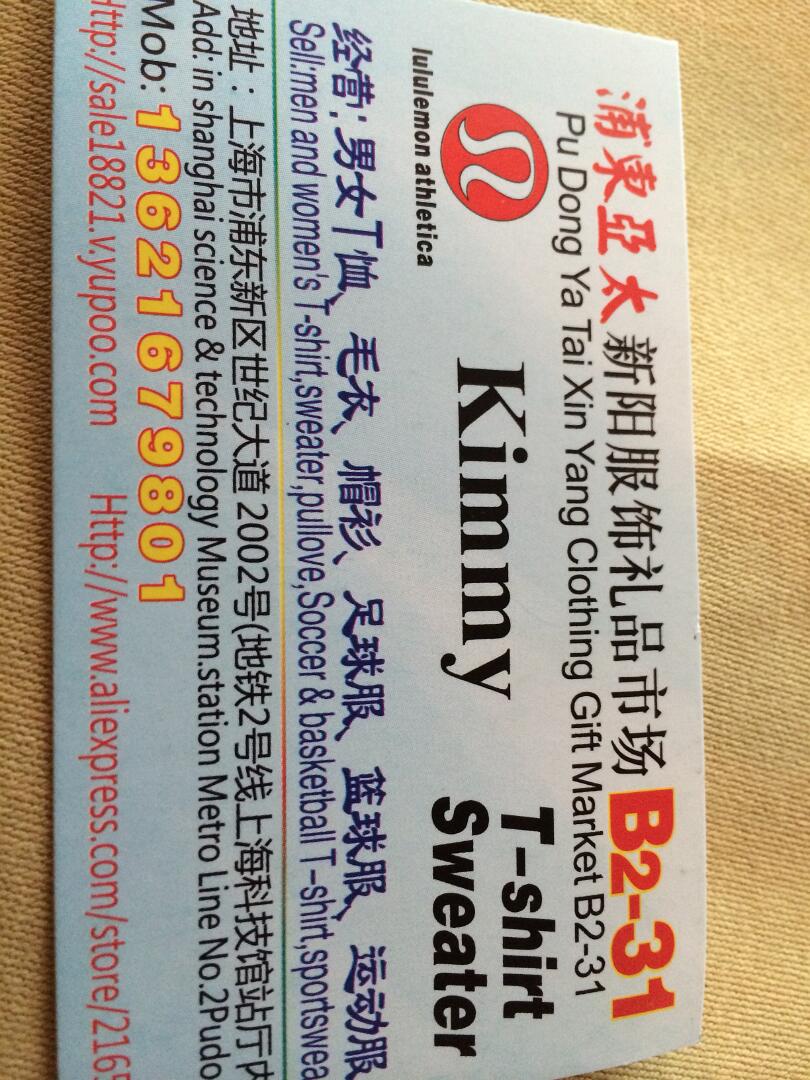 浦東亞太新阳服饰礼品市场 B2-31
Pu Dong Ya Tai Xin Yang Clothing Gift Market B2-31
lululemon athletica
Kimmy
T-shirt
Sweater
经营:男女T恤、毛衣、帽衫、足球服、篮球服、运动服
Sell:men and women's T-shirt,sweater,pullove,Soccer & basketball T-shirt,sportswea
地址：上海市浦东新区世纪大道 2002号(地铁2号线上海科技馆站厅内
Add: in shanghai science & technology Museum.station Metro Line No.2Pudo
Mob: 13621679801
Http://sale18821.v.yupoo.com Http://www.aliexpress.com/store/2165